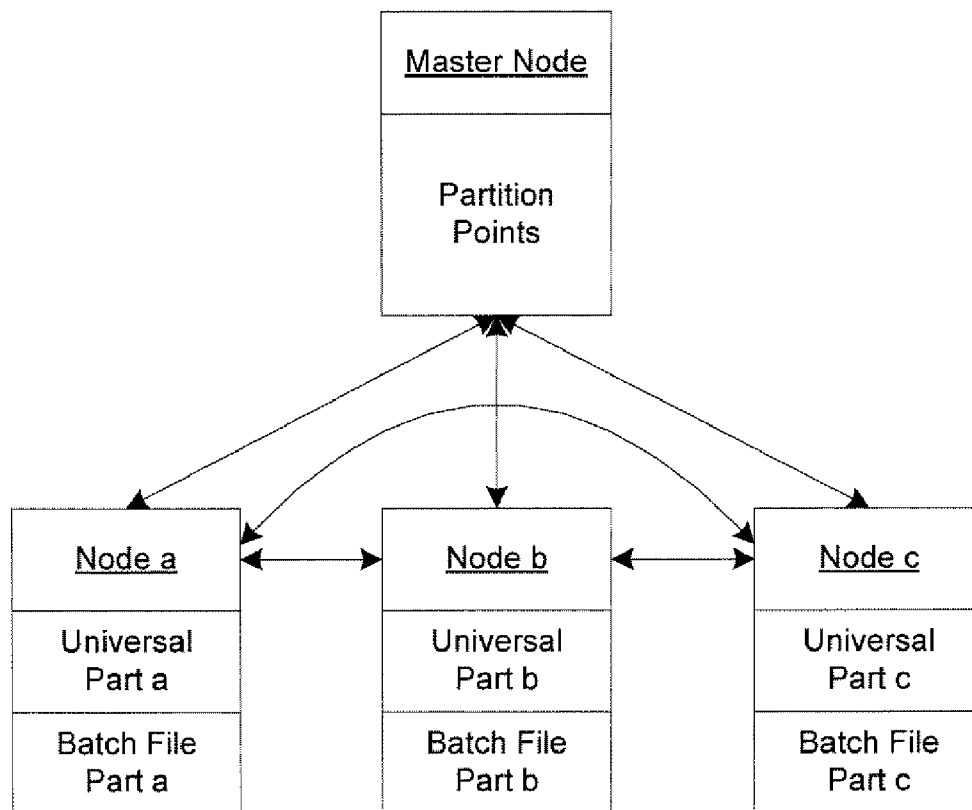 Master Node
Partition
Points
Node a
Node b
Node c
Universal
Part a
Universal
Part b
Universal
Part c
Batch File
Part a
Batch File
Part b
Batch File
Part c